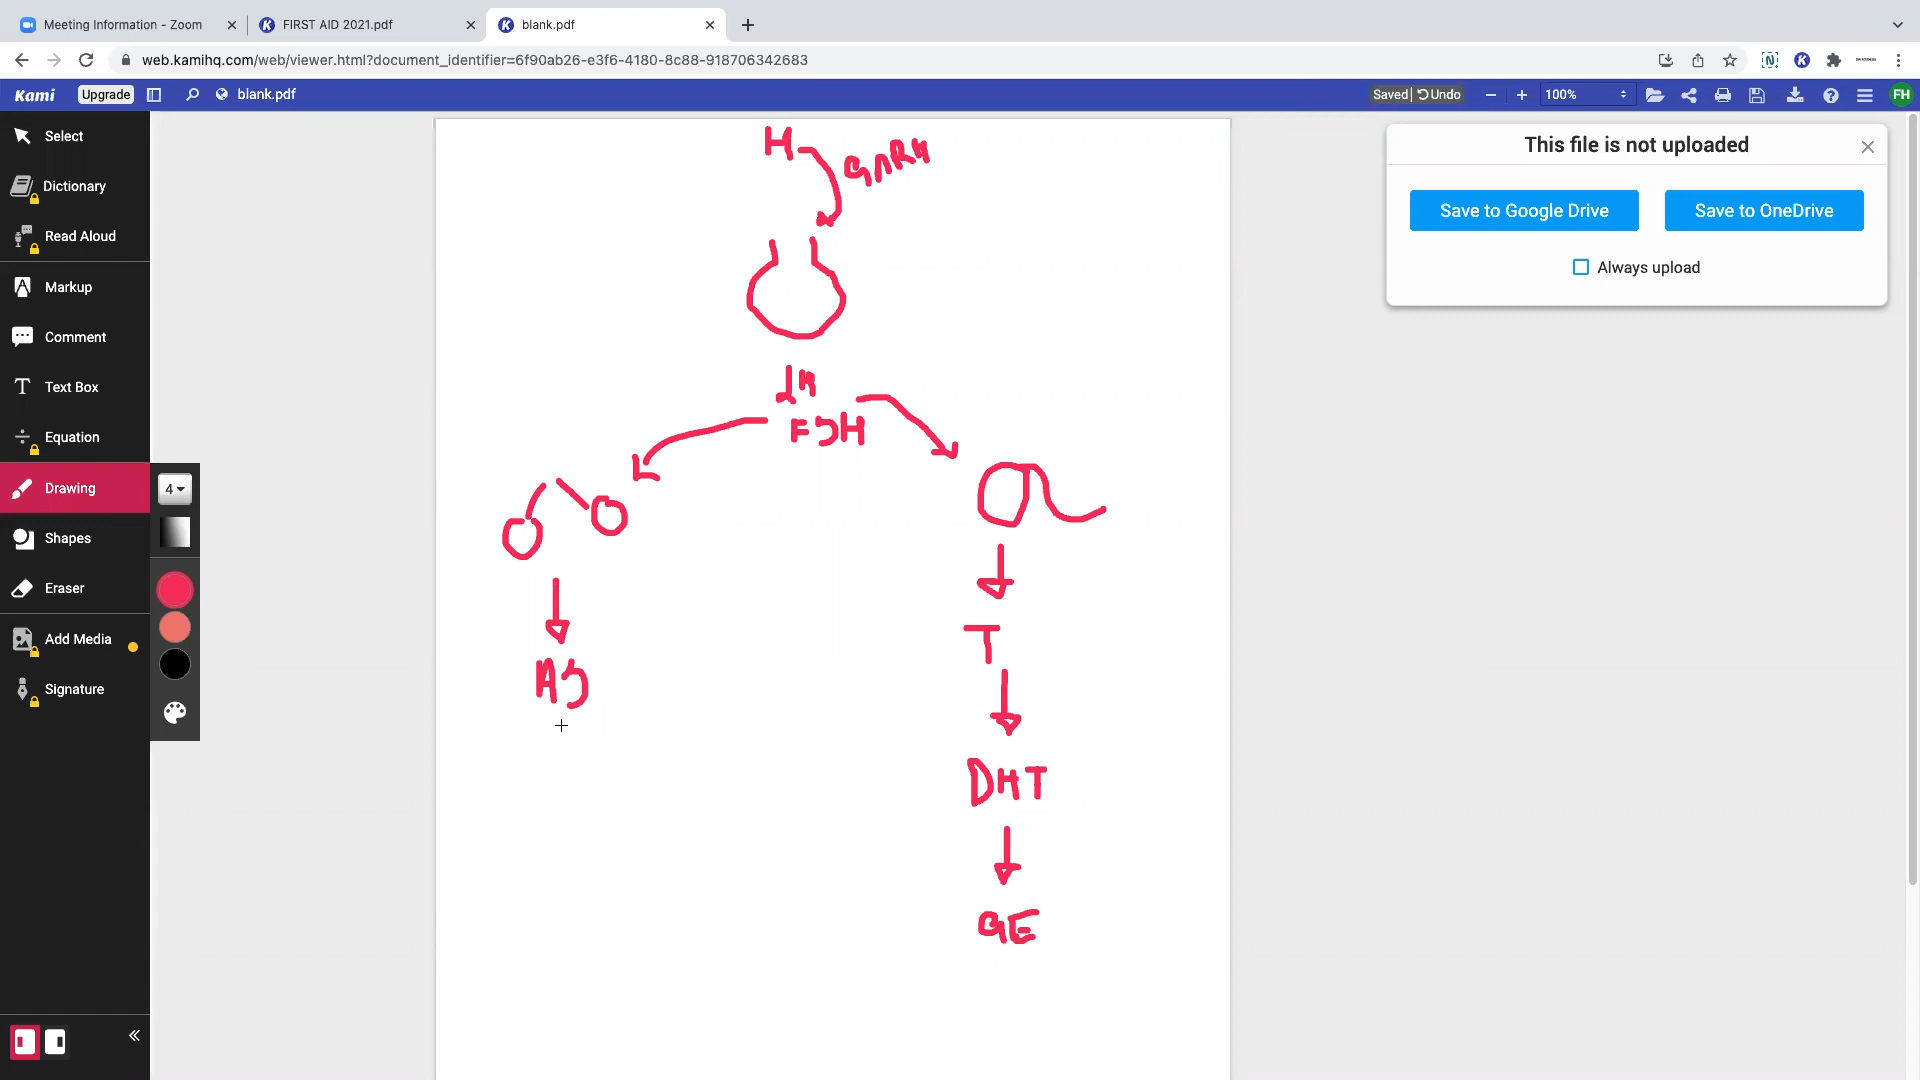 Meeting Information - Zoom
FIRST AID 2021.pdf
blank.pdf
web.kamihq.com/web/viewer.html?document_identifier=6f90ab26-e3f6-4180-8c88-918706342683
Kami
Upgrade
blank.pdf
Saved
Undo
100%
FH
Select
Dictionary
Read Aloud
Markup
Comment
Text Box
Equation
Drawing
4
Shapes
Eraser
Add Media
Signature
This file is not uploaded
Save to Google Drive
Save to OneDrive
Always upload
H
GnRH
LH
FSH
T
AS
DHT
GE